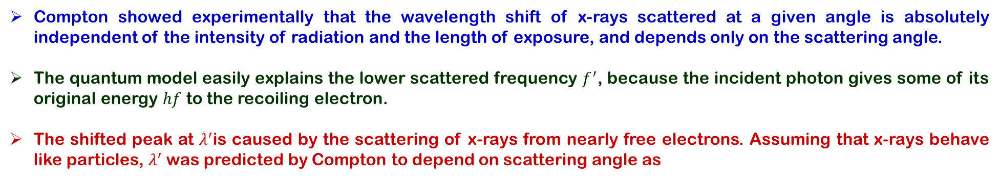 ➢ Compton showed experimentally that the wavelength shift of x-rays scattered at a given angle is absolutely
independent of the intensity of radiation and the length of exposure, and depends only on the scattering angle.
➢ The quantum model easily explains the lower scattered frequency f′, because the incident photon gives some of its
original energy hf to the recoiling electron.
➢ The shifted peak at λ′is caused by the scattering of x-rays from nearly free electrons. Assuming that x-rays behave
like particles, λ′ was predicted by Compton to depend on scattering angle as